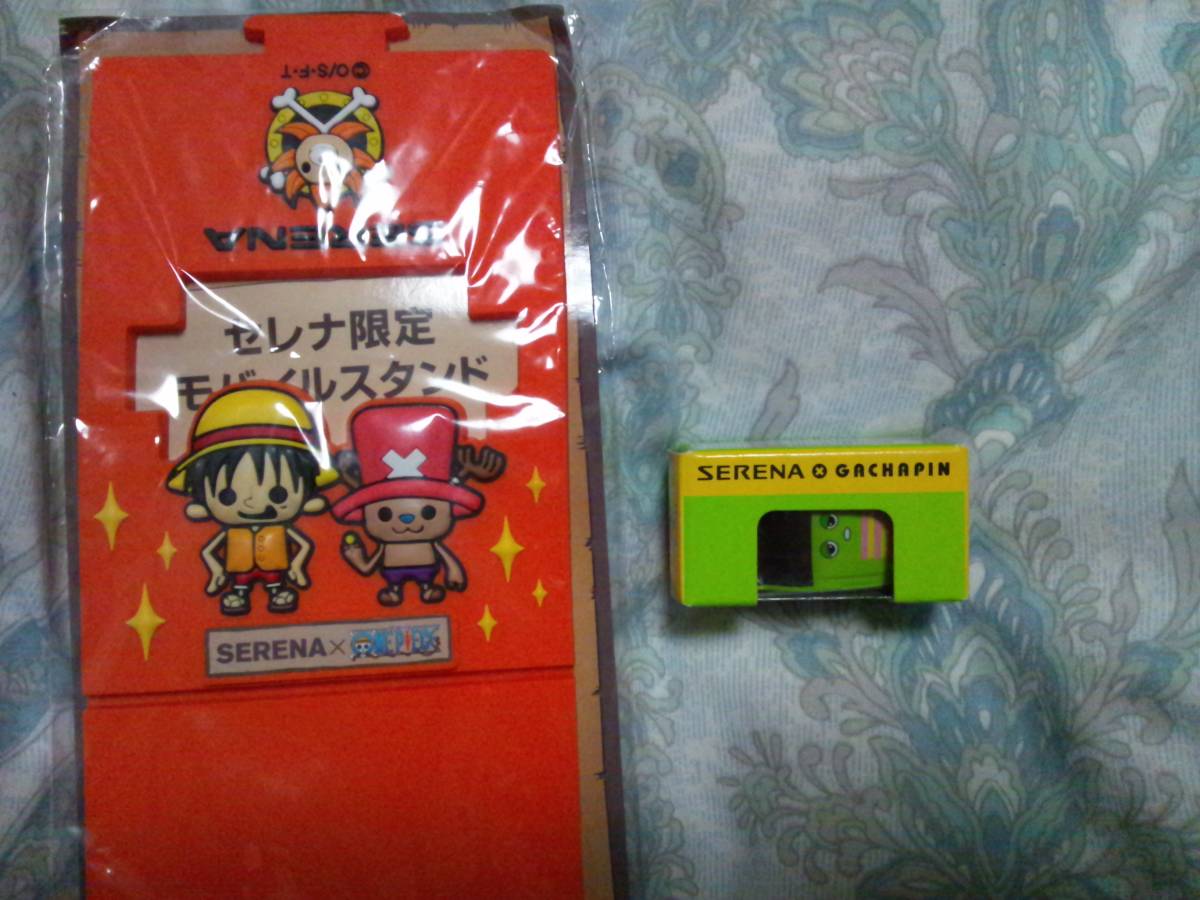 ©O/S・F・T
SERENA
セレナ限定
モバイルスタンド
SERENA×ONE PIECE
SERENA × GACHAPIN